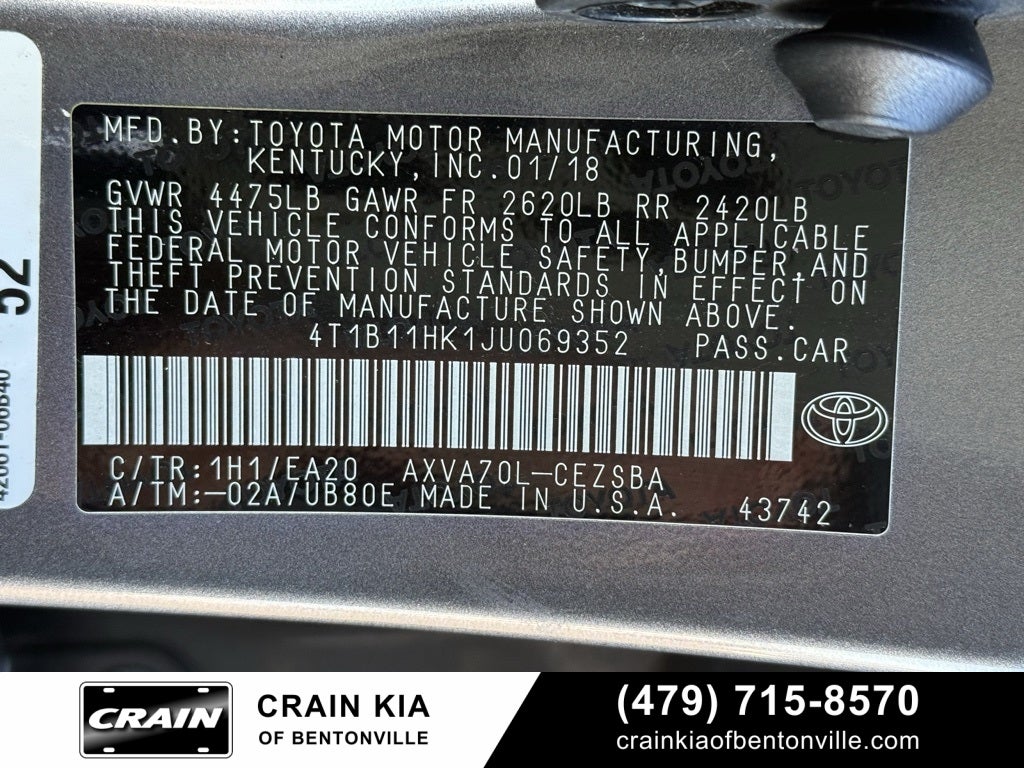 MFD. BY: TOYOTA MOTOR MANUFACTURING,
KENTUCKY, INC. 01/18
GVWR 4475LB GAWR FR 2620LB RR 2420LB
THIS VEHICLE CONFORMS TO ALL APPLICABLE
FEDERAL MOTOR VEHICLE SAFETY, BUMPER, AND
THEFT PREVENTION STANDARDS IN EFFECT ON
THE DATE OF MANUFACTURE SHOWN ABOVE.
4T1B11HK1JU069352 PASS.CAR
C/TR: 1H1/EA20 AXVA70L-CEZSBA
A/TM: -02A/UB80E MADE IN U.S.A. 43742
52
CRAIN
CRAIN KIA
OF BENTONVILLE
(479) 715-8570
crainkiaofbentonville.com